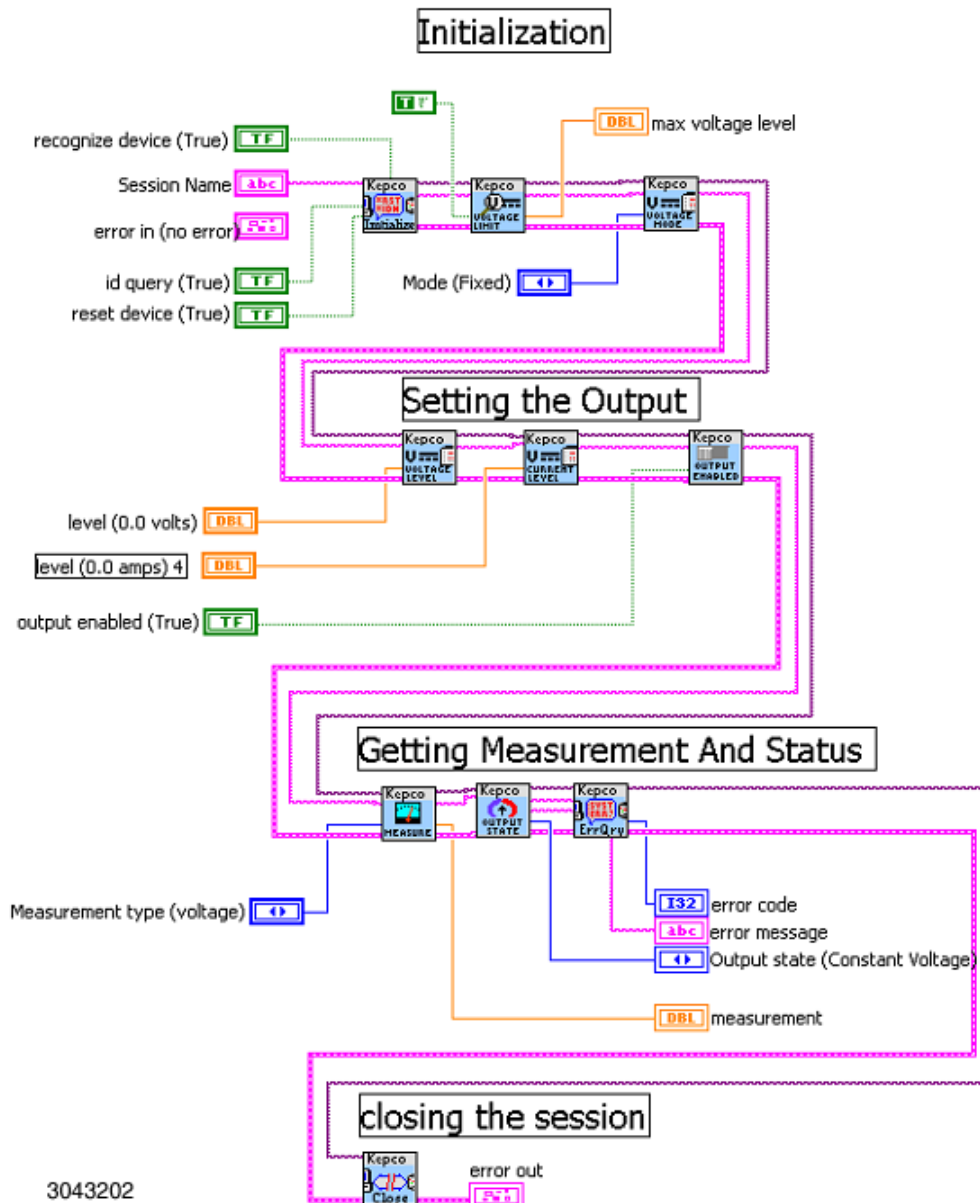 Initialization
T F
recognize device (True) TF
DBL max voltage level
Session Name abc
Kepco Initialize
Kepco VOLTAGE LIMIT
Kepco VOLTAGE MODE
error in (no error)
id query (True) TF
Mode (Fixed)
reset device (True) TF
Setting the Output
Kepco VOLTAGE LEVEL
Kepco CURRENT LEVEL
Kepco OUTPUT ENABLED
level (0.0 volts) DBL
level (0.0 amps) 4 DBL
output enabled (True) TF
Getting Measurement And Status
Kepco MEASURE
Kepco OUTPUT STATE
Kepco SYST ERR? ErrQry
Measurement type (voltage)
I32 error code
abc error message
Output state (Constant Voltage)
DBL measurement
closing the session
Kepco Close
error out
3043202